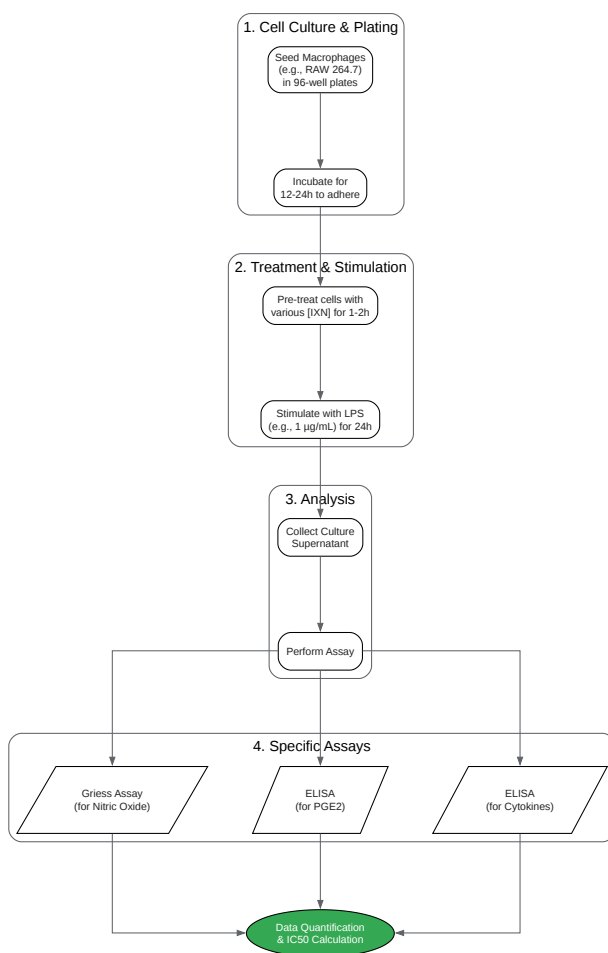 1. Cell Culture & Plating
Seed Macrophages
(e.g., RAW 264.7)
in 96-well plates
Incubate for
12-24h to adhere
2. Treatment & Stimulation
Pre-treat cells with
various [IXN] for 1-2h
Stimulate with LPS
(e.g., 1 µg/mL) for 24h
3. Analysis
Collect Culture
Supernatant
Perform Assay
4. Specific Assays
Griess Assay
(for Nitric Oxide)
ELISA
(for PGE2)
ELISA
(for Cytokines)
Data Quantification
& IC50 Calculation